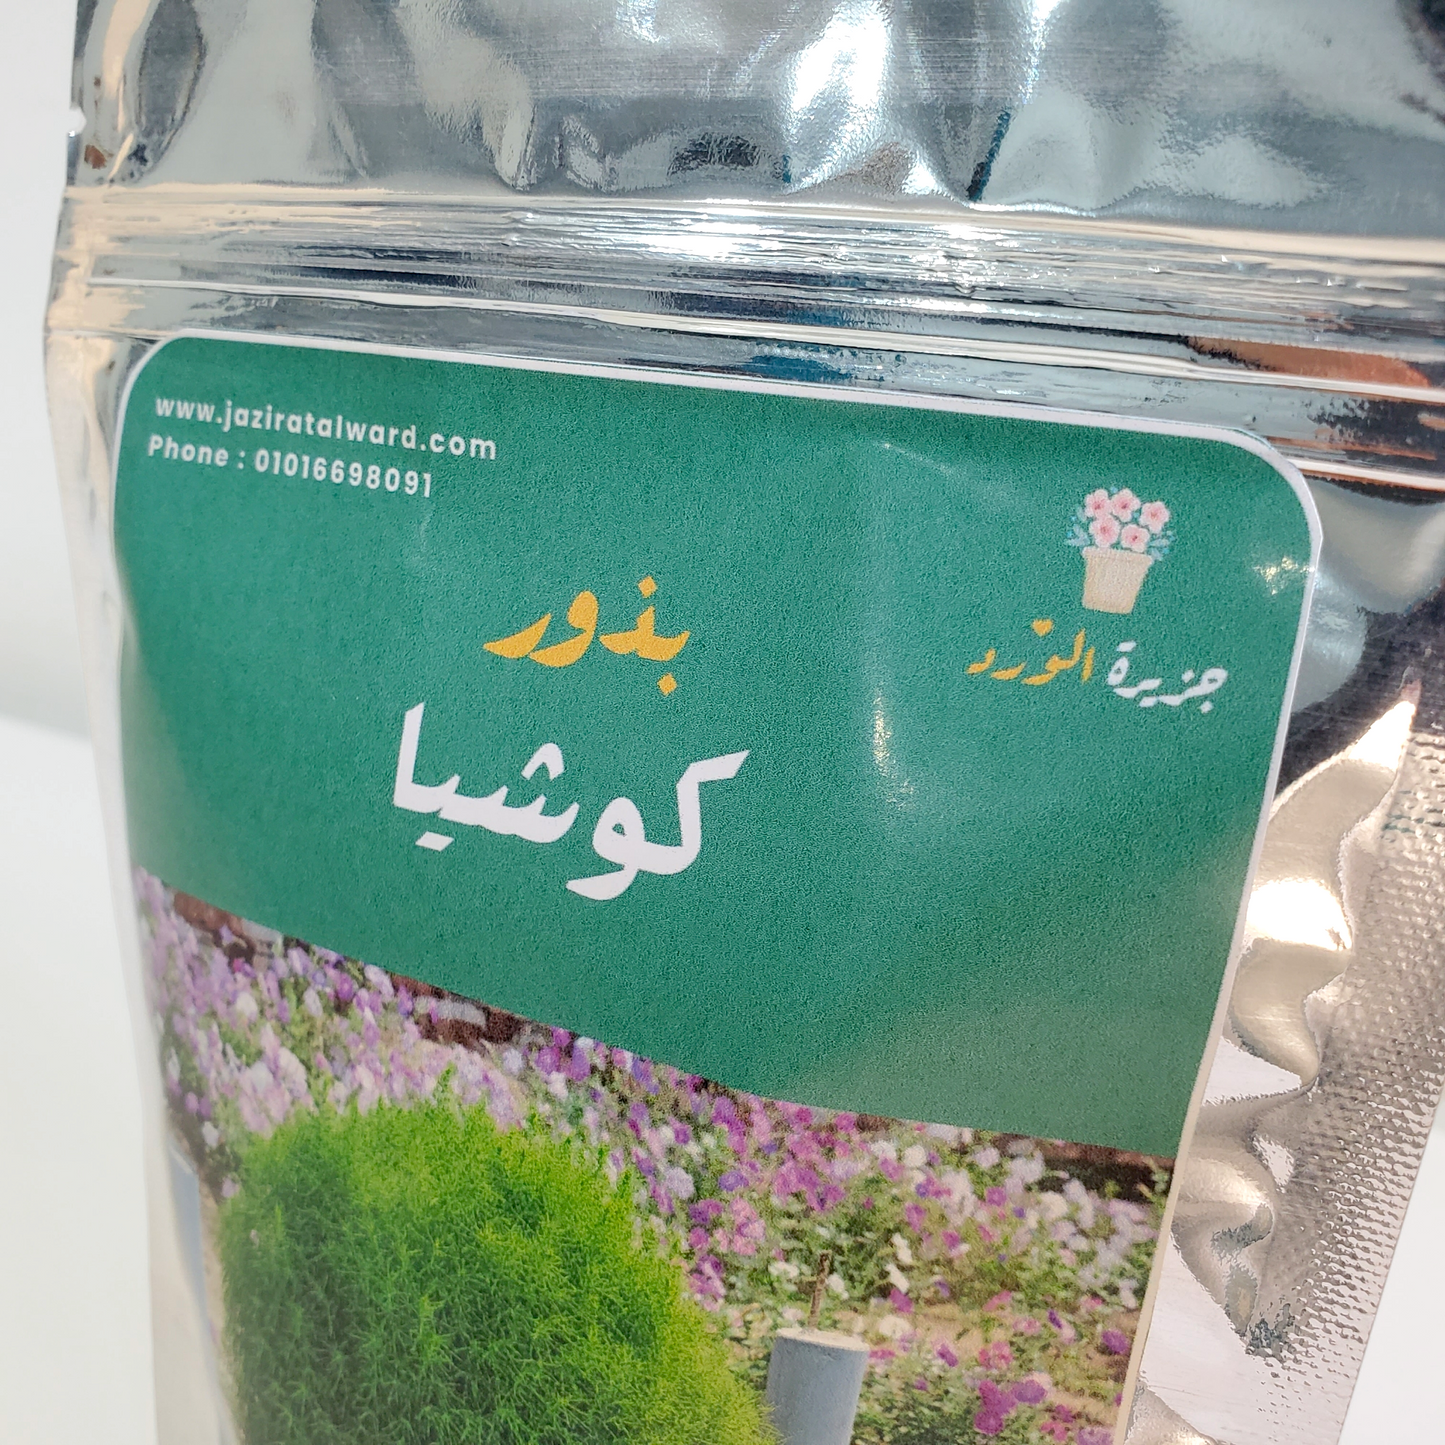 www.jaziratalward.com
Phone : 01016698091
جزيرة الورد
بذور
كوشيا